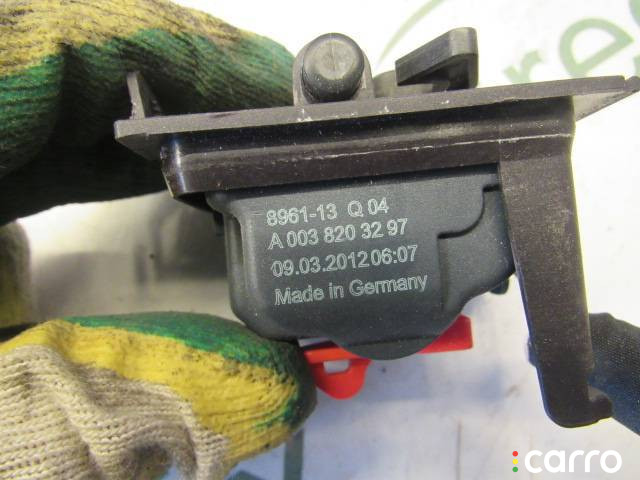 8961-13 Q 04
A 003 820 32 97
09.03.2012 06:07
Made in Germany
carro